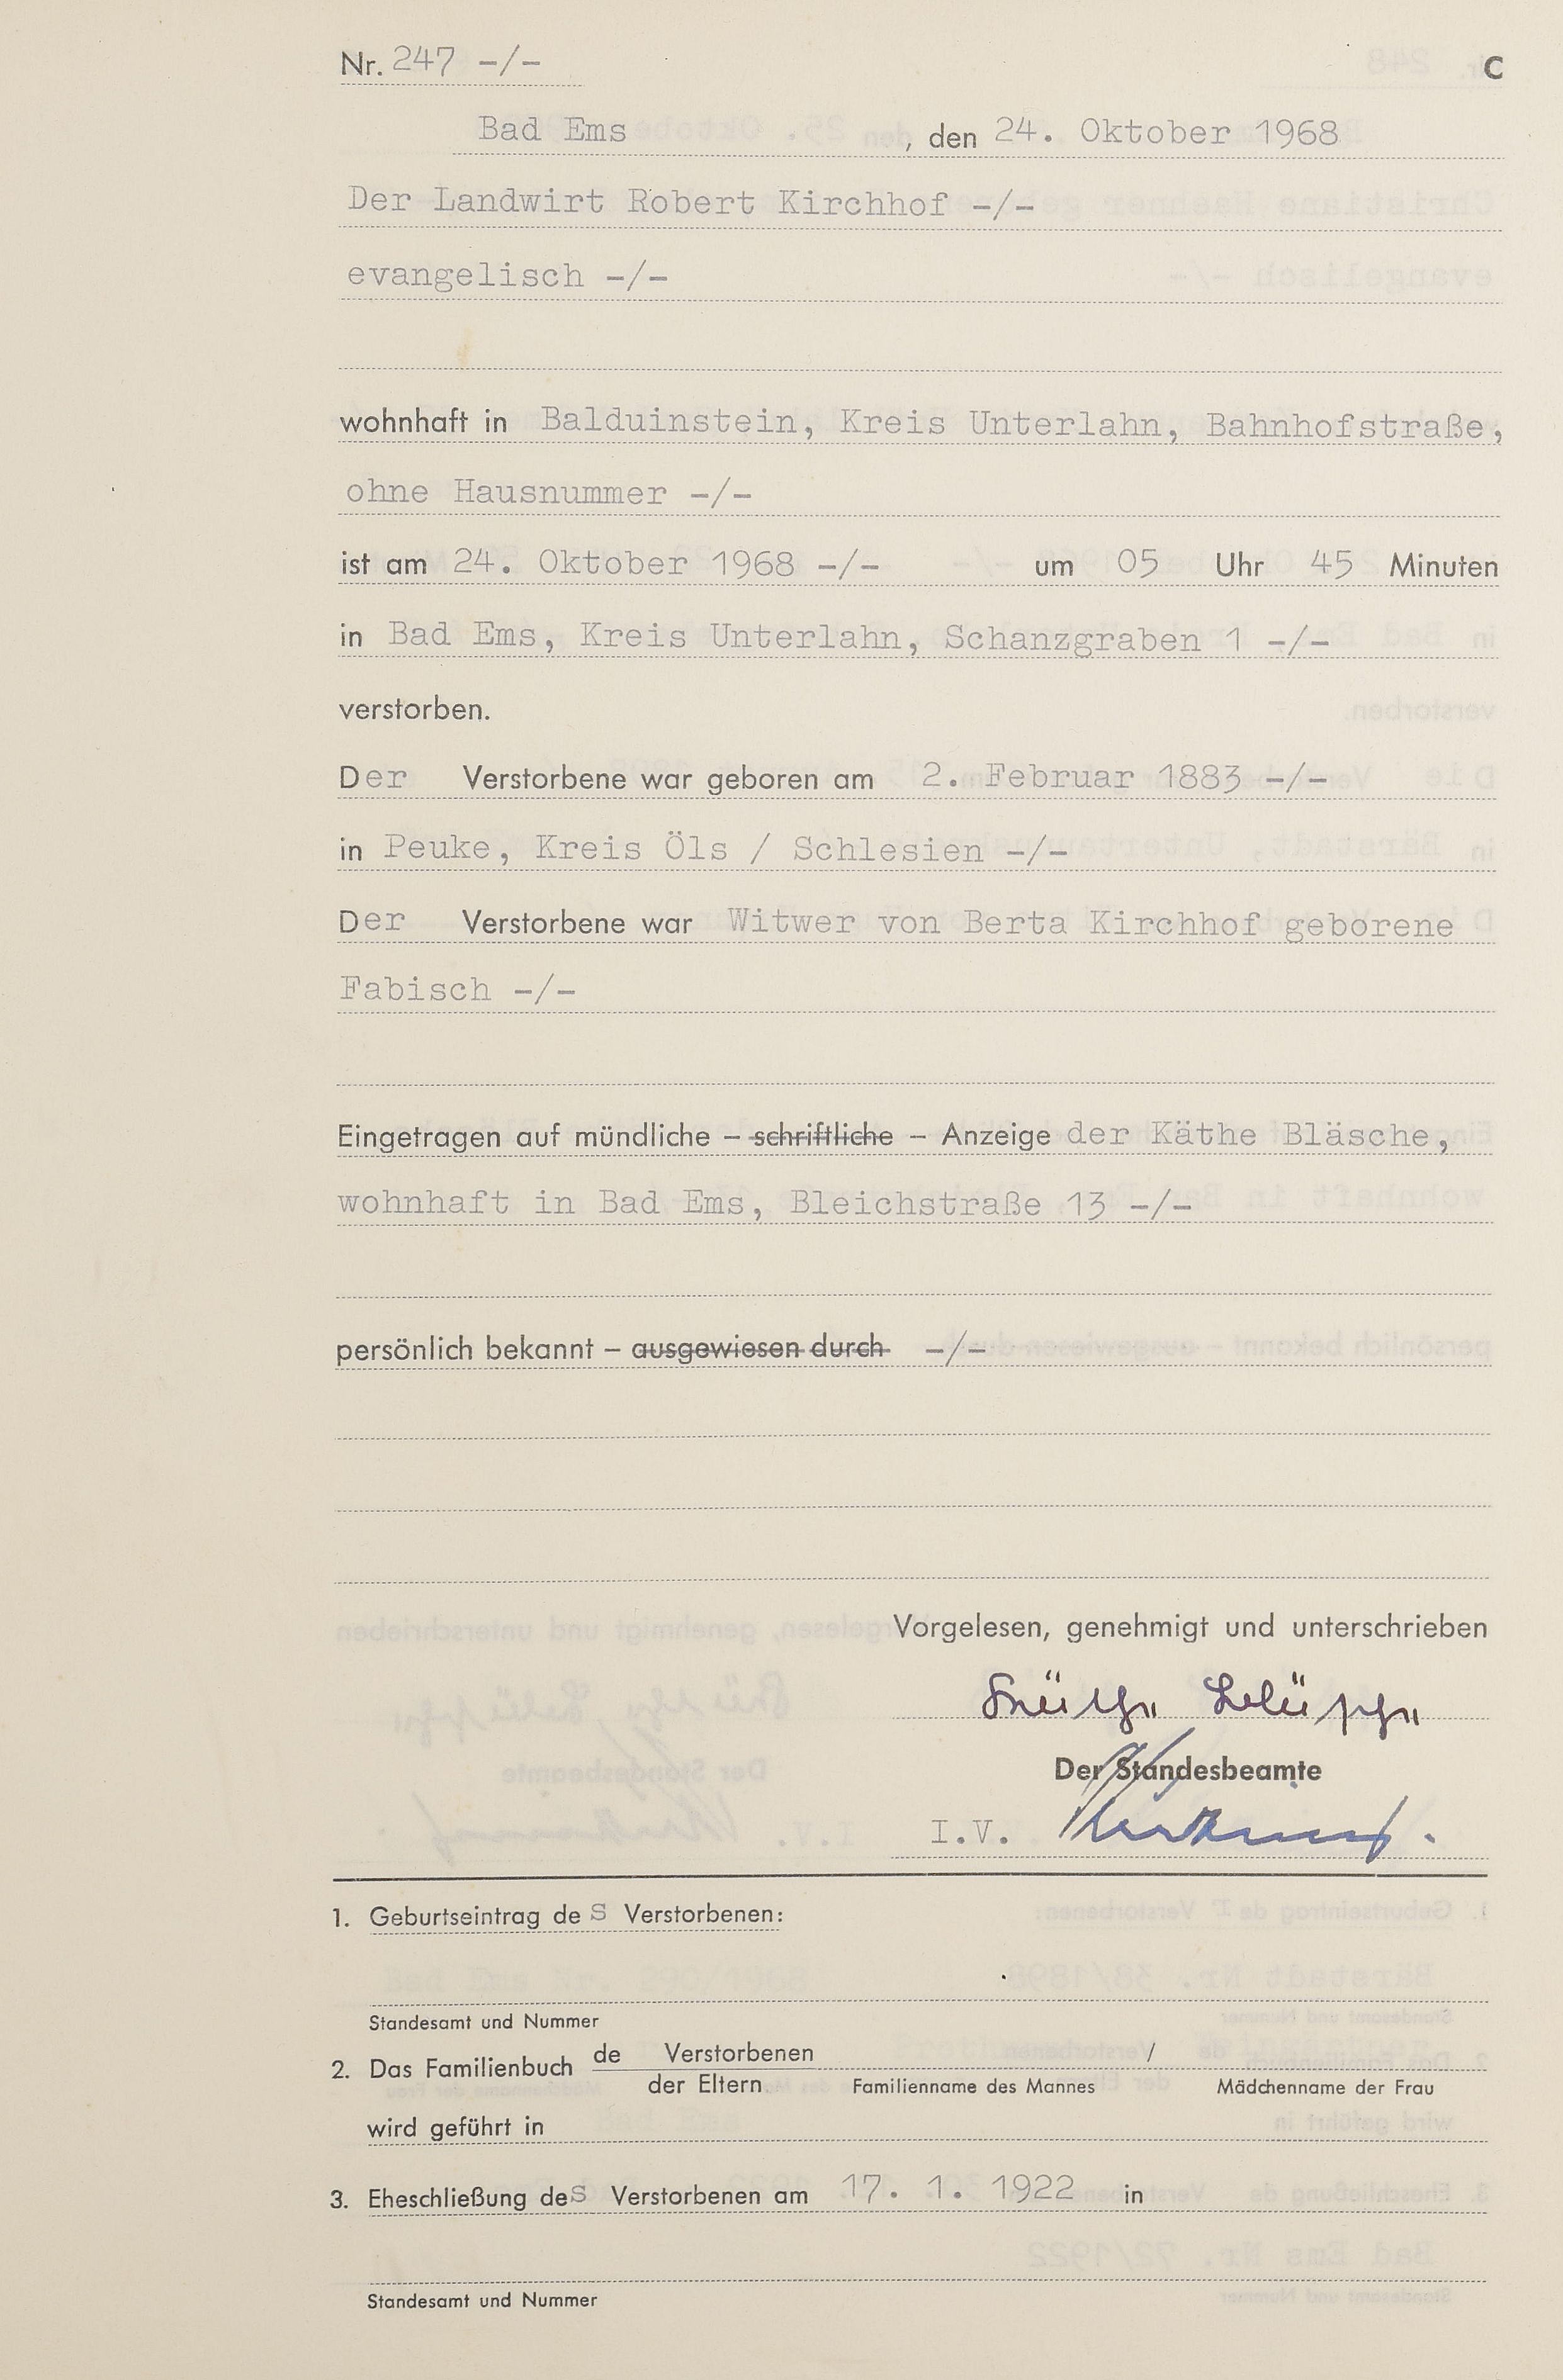 Nr. 247 -/- C
Bad Ems , den 24. Oktober 1968
Der Landwirt Robert Kirchhof -/-
evangelisch -/-
wohnhaft in Balduinstein, Kreis Unterlahn, Bahnhofstraße,
ohne Hausnummer -/-
ist am 24. Oktober 1968 -/- um 05 Uhr 45 Minuten
in Bad Ems, Kreis Unterlahn, Schanzgraben 1 -/-
verstorben.
Der Verstorbene war geboren am 2. Februar 1883 -/-
in Peuke, Kreis Öls / Schlesien -/-
Der Verstorbene war Witwer von Berta Kirchhof geborene
Fabisch -/-
Eingetragen auf mündliche – schriftliche – Anzeige der Käthe Bläsche,
wohnhaft in Bad Ems, Bleichstraße 13 -/-
persönlich bekannt – ausgewiesen durch -/-
Vorgelesen, genehmigt und unterschrieben
Käthe Bläsche
Der Standesbeamte
I.V.
1. Geburtseintrag des Verstorbenen:
Standesamt und Nummer
2. Das Familienbuch de Verstorbenen /
der Eltern Familienname des Mannes Mädchenname der Frau
wird geführt in
3. Eheschließung des Verstorbenen am 17. 1. 1922 in
Standesamt und Nummer